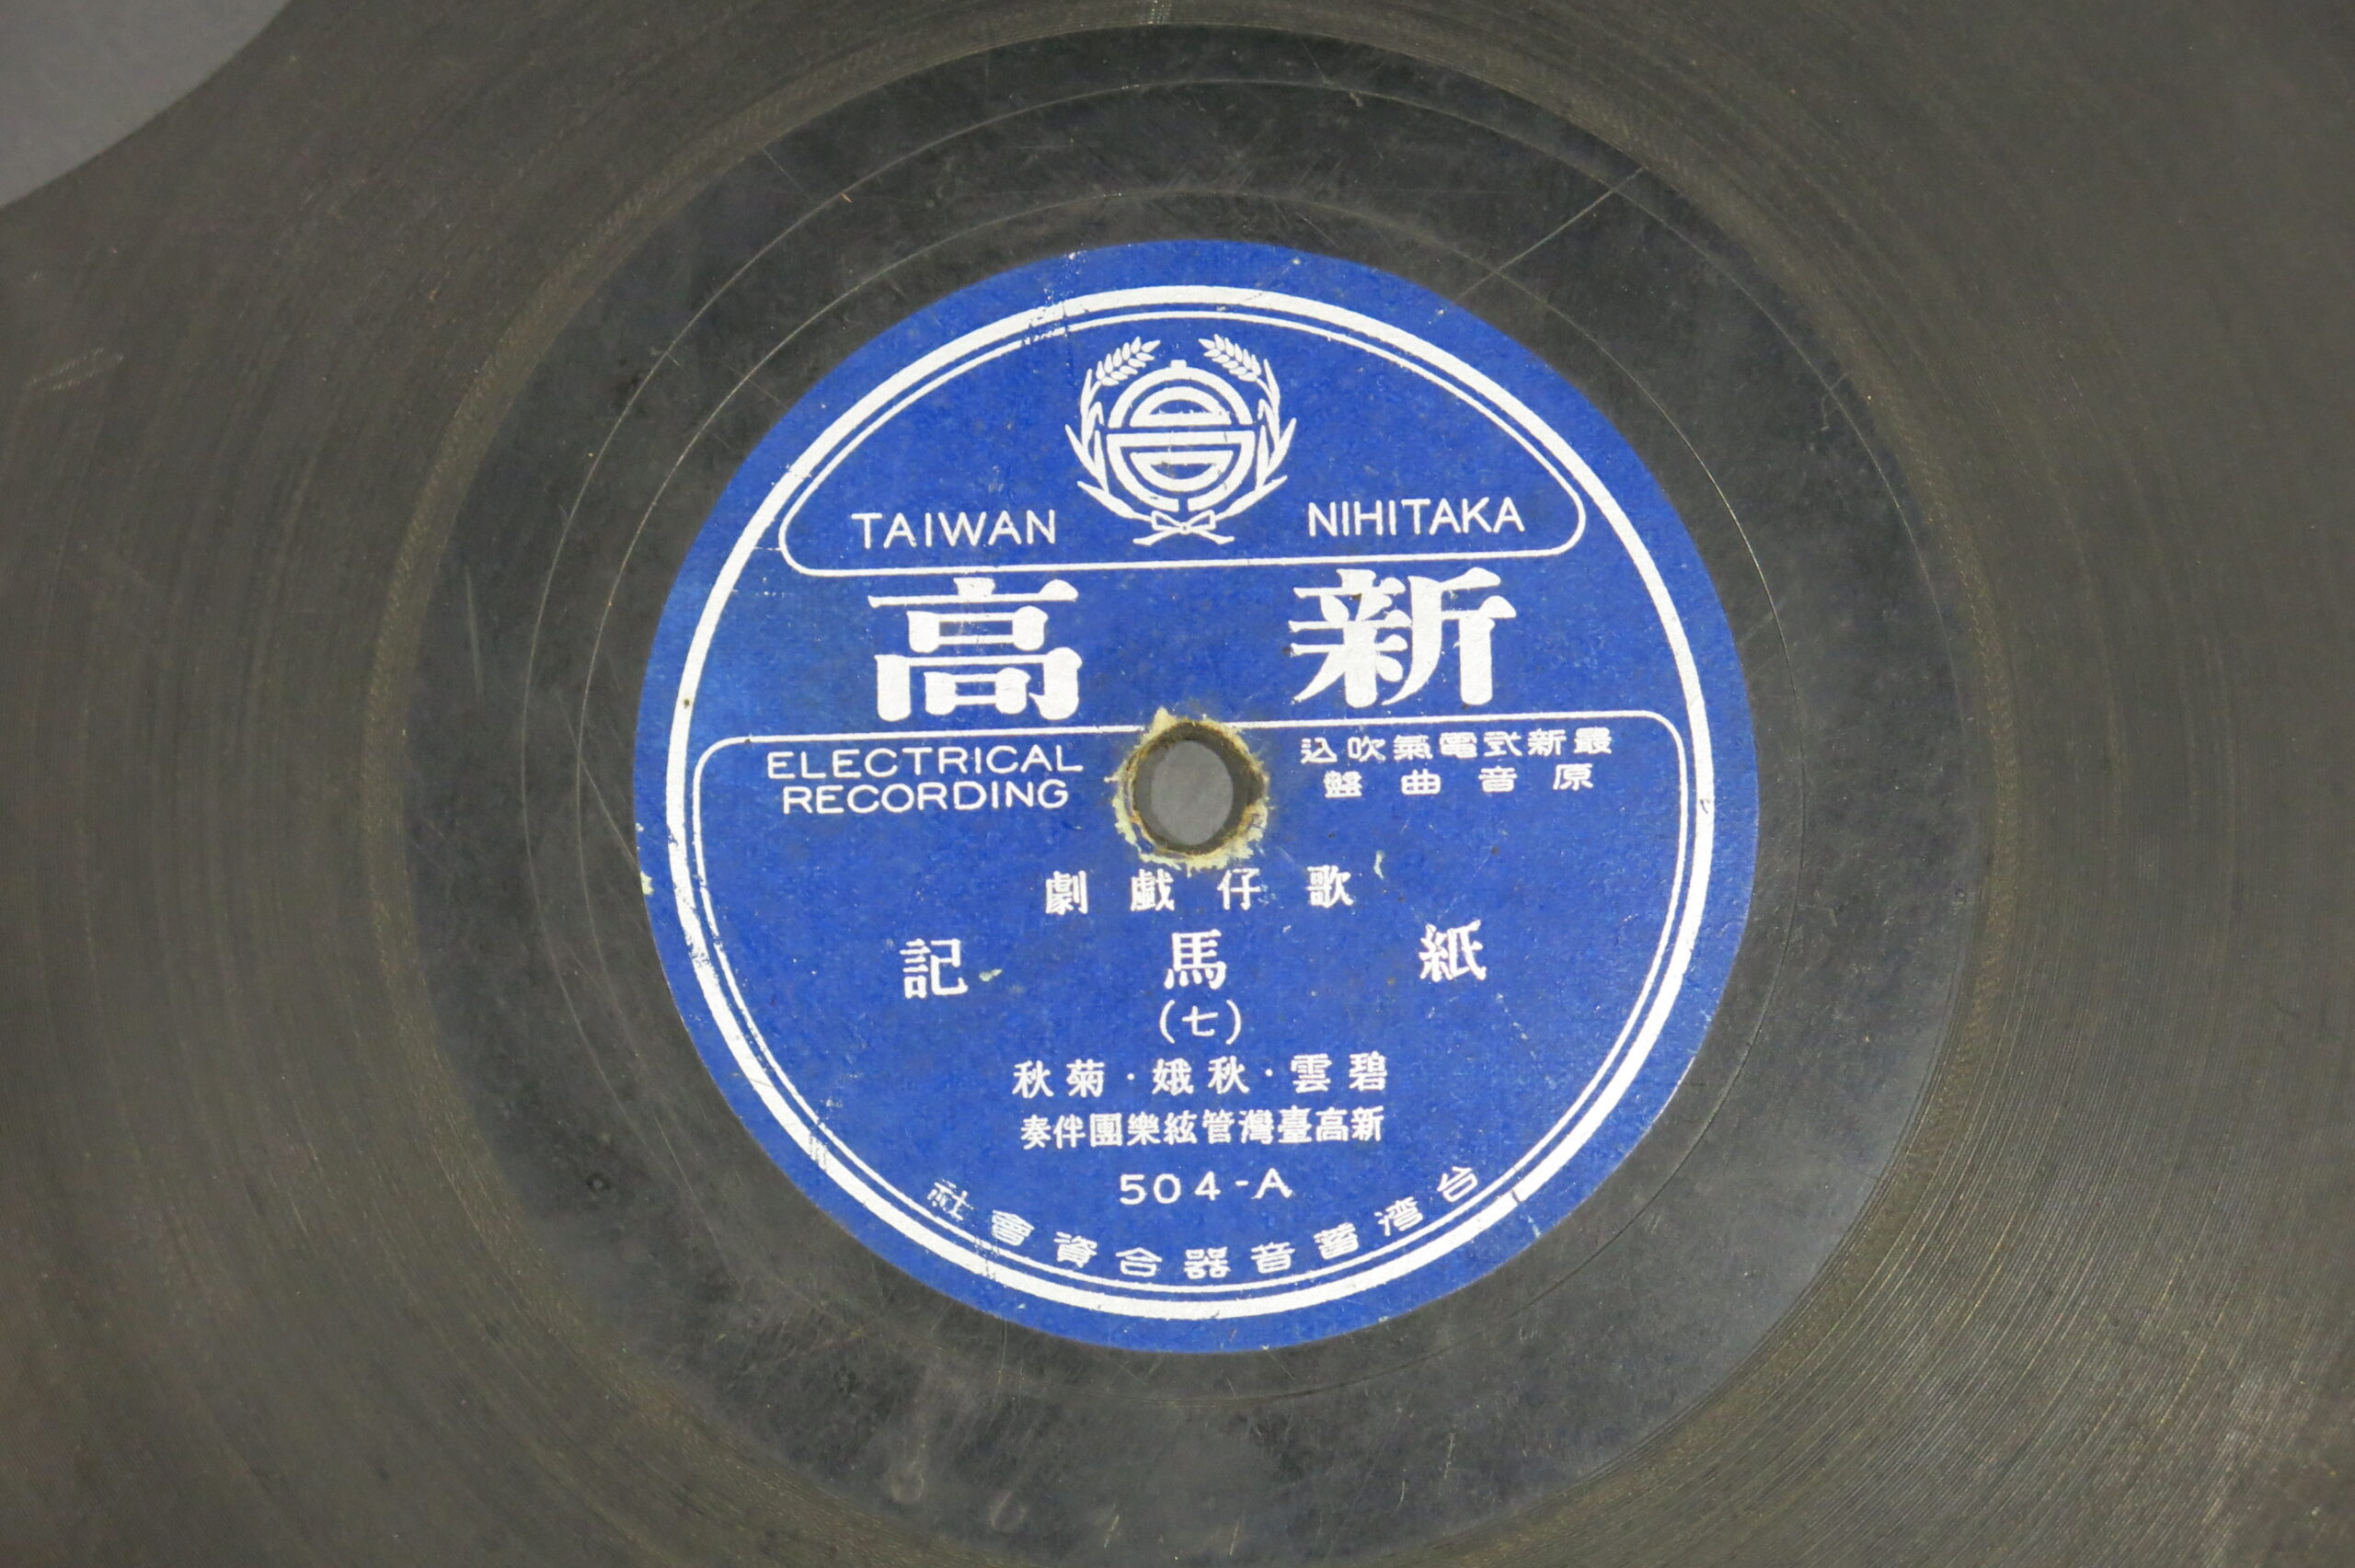 TAIWAN NIHITAKA
新高
ELECTRICAL
RECORDING
最新式電氣吹込
原音曲盤
歌仔戯劇
紙馬記
(七)
碧雲·秋娥·菊秋
新高臺灣管絃樂團伴奏
504-A
台湾蓄音器合資會社